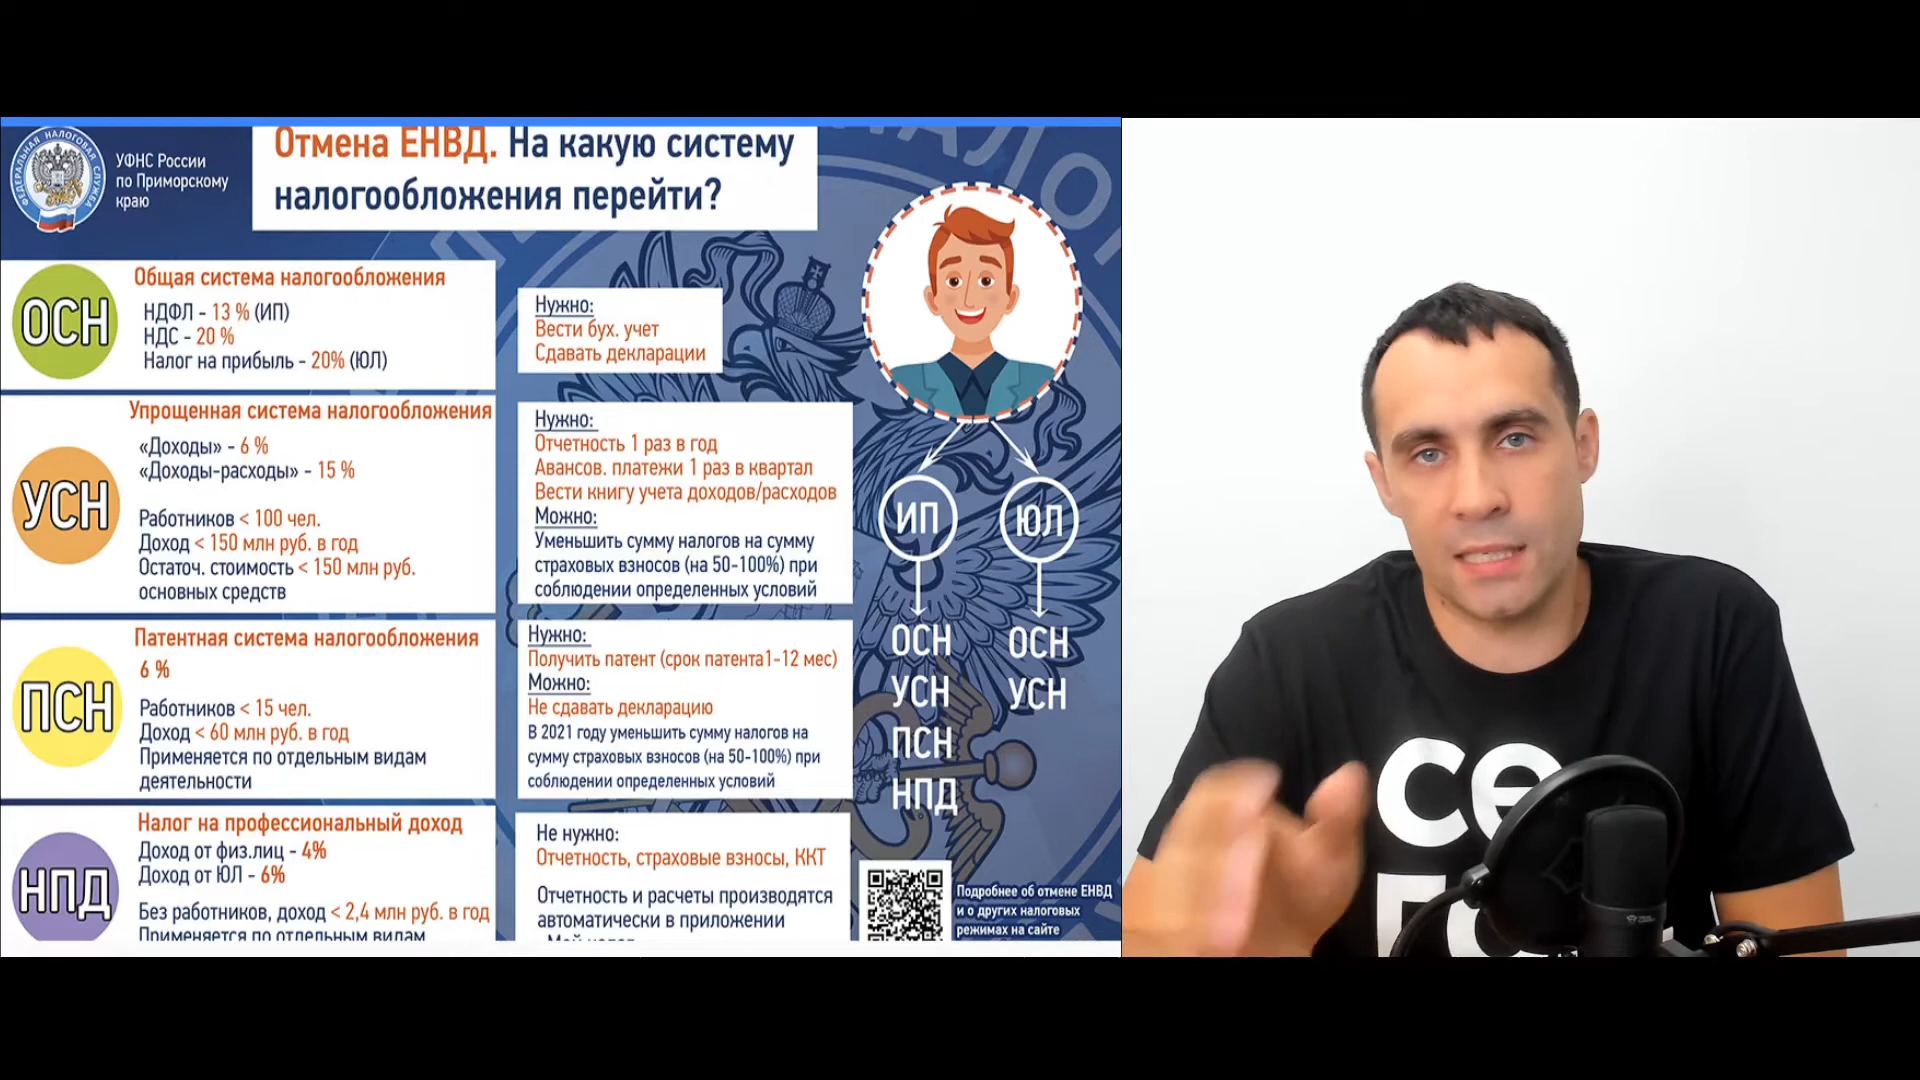 ФЕДЕРАЛЬНАЯ НАЛОГОВАЯ СЛУЖБА
УФНС России
по Приморскому
краю
Отмена ЕНВД. На какую систему
налогообложения перейти?
ОСН
Общая система налогообложения
НДФЛ - 13 % (ИП)
НДС - 20 %
Налог на прибыль - 20% (ЮЛ)
Нужно:
Вести бух. учет
Сдавать декларации
УСН
Упрощенная система налогообложения
«Доходы» - 6 %
«Доходы-расходы» - 15 %
Работников < 100 чел.
Доход < 150 млн руб. в год
Остаточ. стоимость < 150 млн руб.
основных средств
Нужно:
Отчетность 1 раз в год
Авансов. платежи 1 раз в квартал
Вести книгу учета доходов/расходов
Можно:
Уменьшить сумму налогов на сумму
страховых взносов (на 50-100%) при
соблюдении определенных условий
ПСН
Патентная система налогообложения
6 %
Работников < 15 чел.
Доход < 60 млн руб. в год
Применяется по отдельным видам
деятельности
Нужно:
Получить патент (срок патента1-12 мес)
Можно:
Не сдавать декларацию
В 2021 году уменьшить сумму налогов на
сумму страховых взносов (на 50-100%) при
соблюдении определенных условий
НПД
Налог на профессиональный доход
Доход от физ.лиц - 4%
Доход от ЮЛ - 6%
Без работников, доход < 2,4 млн руб. в год
Применяется по отдельным видам
Не нужно:
Отчетность, страховые взносы, ККТ
Отчетность и расчеты производятся
автоматически в приложении
ИП
ЮЛ
ОСН
УСН
ПСН
НПД
ОСН
УСН
Подробнее об отмене ЕНВД
и о других налоговых
режимах на сайте
се